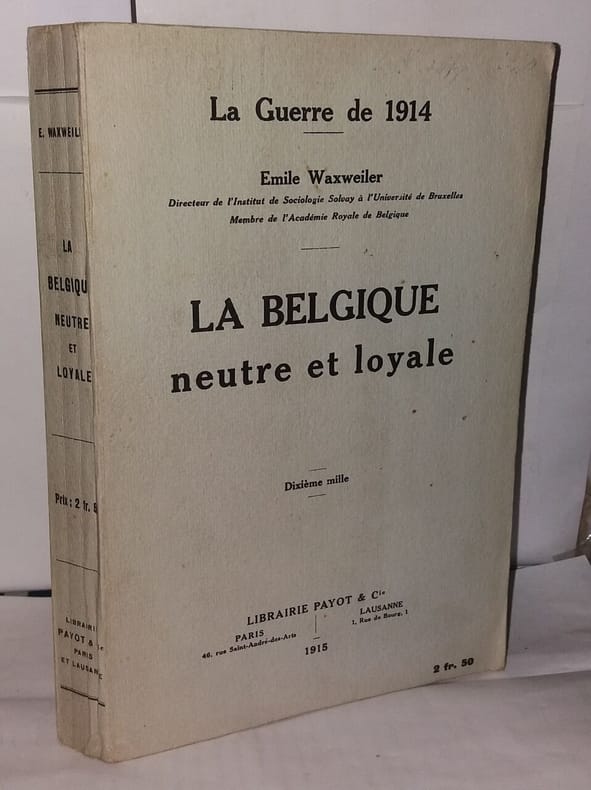 La Guerre de 1914
Emile Waxweiler
Directeur de l'Institut de Sociologie Solvay à l'Université de Bruxelles
Membre de l'Académie Royale de Belgique
LA BELGIQUE
neutre et loyale
Dixième mille
LIBRAIRIE PAYOT & Cie
PARIS
46, rue Saint-André-des-Arts
LAUSANNE
1, Rue de Bourg, 1
1915
2 fr. 50
E. WAXWEIL
LA
BELGIQU
NEUTRE
ET
LOYALE
Prix : 2 fr. 5
LIBRAIRI
PAYOT & Cie
PARIS
ET LAUSANNE